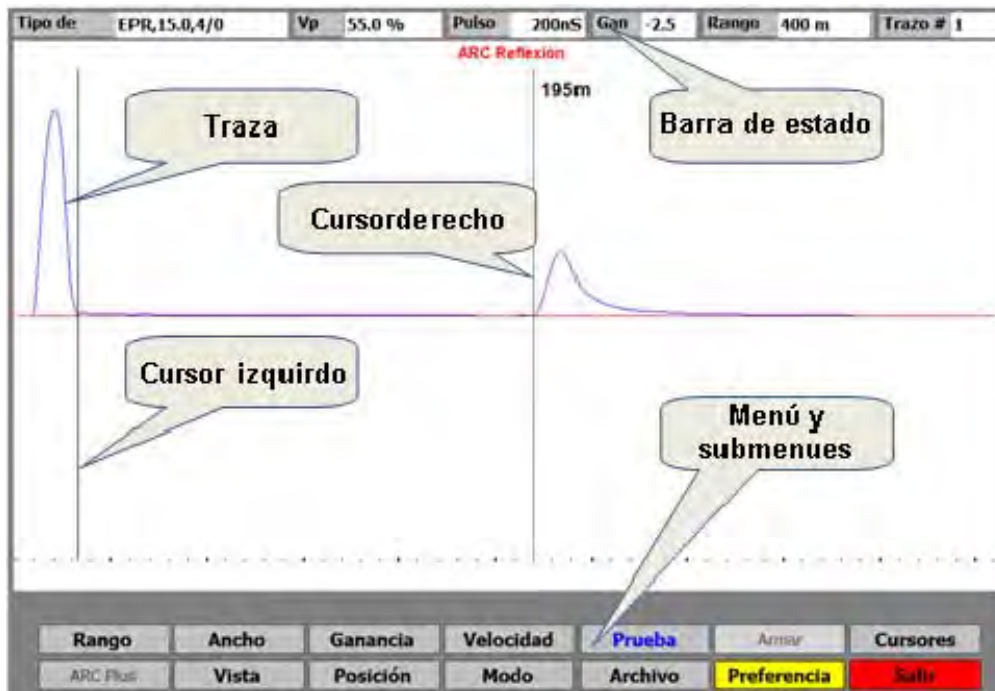 Tipo de EPR,15.0,4/0 Vp 55.0 % Pulso 200nS Gan -2.5 Rango 400 m Trazo # 1
ARC Reflexión
195m
Traza
Barra de estado
Cursorderecho
Cursor izquirdo
Menú y
submenues
Rango Ancho Ganancia Velocidad Prueba Armar Cursores
ARC Plus Vista Posición Modo Archivo Preferencia Salir